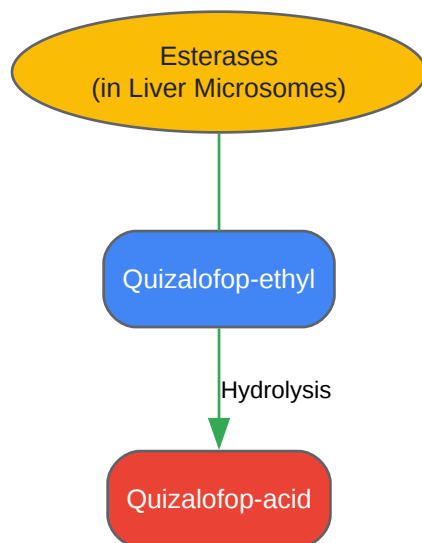 Esterases
(in Liver Microsomes)
Quizalofop-ethyl
Hydrolysis
Quizalofop-acid